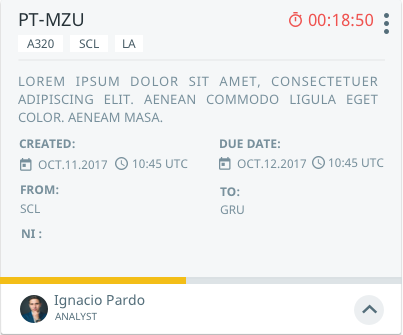 PT-MZU 00:18:50
A320 SCL LA
LOREM IPSUM DOLOR SIT AMET, CONSECTETUER
ADIPISCING ELIT. AENEAN COMMODO LIGULA EGET
COLOR. AENEAM MASA.
CREATED: DUE DATE:
OCT.11.2017 10:45 UTC OCT.12.2017 10:45 UTC
FROM: TO:
SCL GRU
NI :
Ignacio Pardo
ANALYST